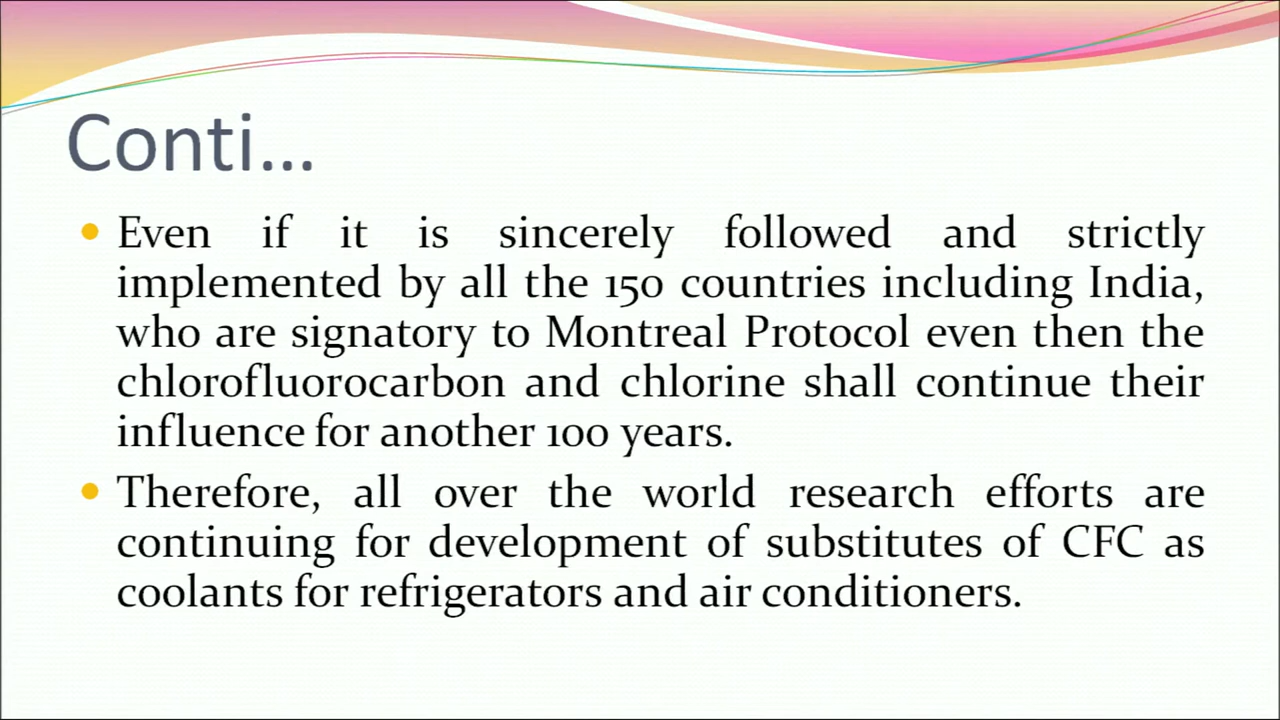 Conti...
Even if it is sincerely followed and strictly
implemented by all the 150 countries including India,
who are signatory to Montreal Protocol even then the
chlorofluorocarbon and chlorine shall continue their
influence for another 100 years.
Therefore, all over the world research efforts are
continuing for development of substitutes of CFC as
coolants for refrigerators and air conditioners.